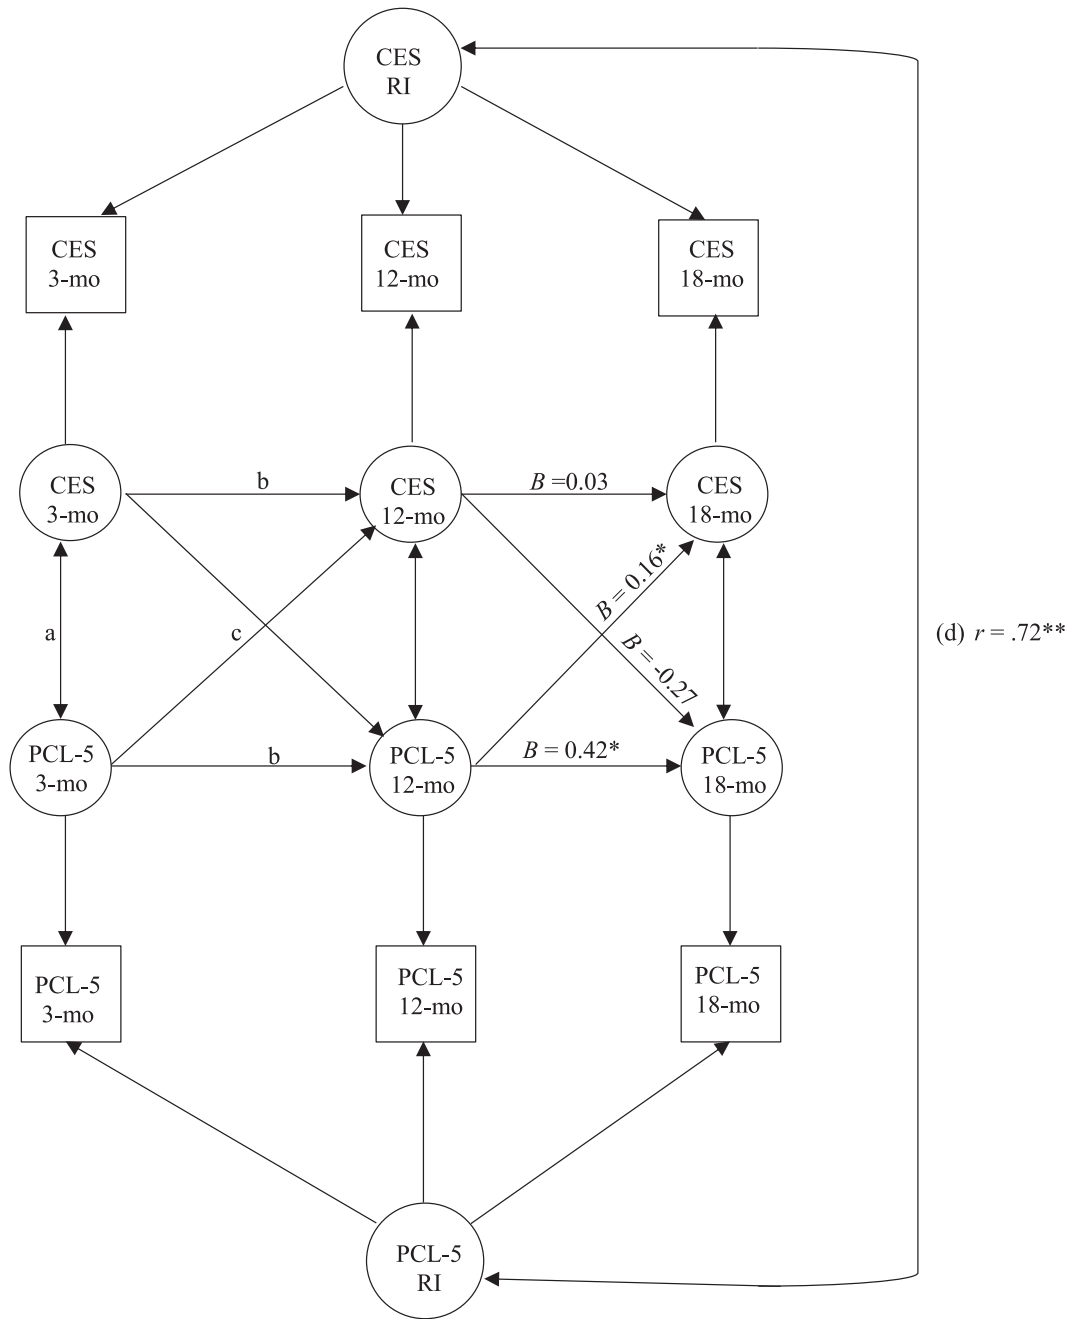 CES
RI
CES
3-mo
CES
12-mo
CES
18-mo
CES
3-mo
b
CES
12-mo
B =0.03
CES
18-mo
a
c
B = 0.16*
B = -0.27
(d) r = .72**
PCL-5
3-mo
b
PCL-5
12-mo
B = 0.42*
PCL-5
18-mo
PCL-5
3-mo
PCL-5
12-mo
PCL-5
18-mo
PCL-5
RI